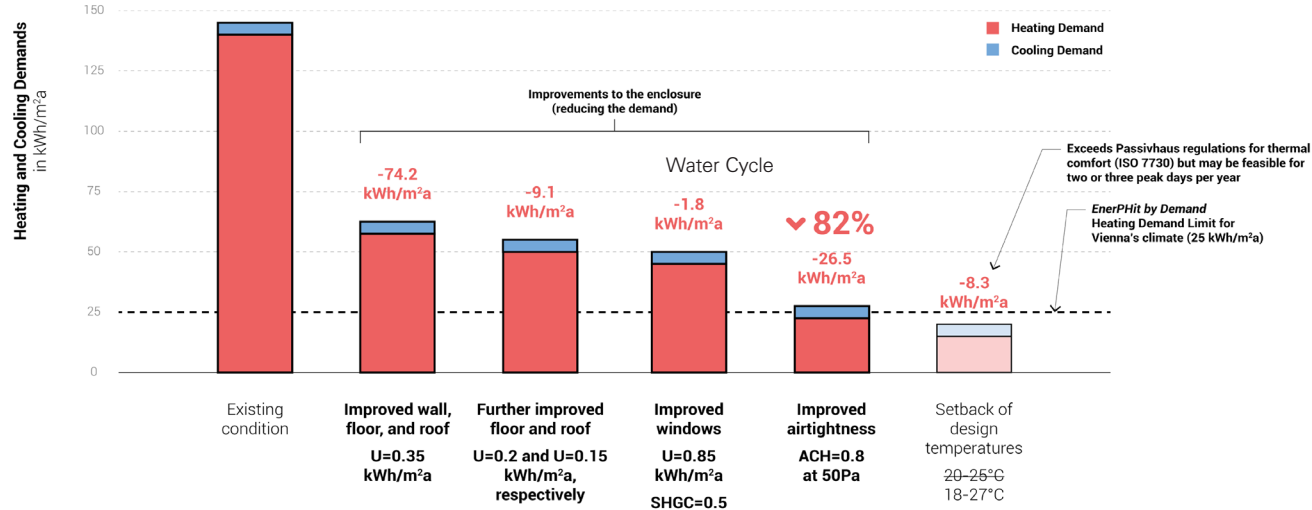 Heating and Cooling Demands
in kWh/m²a
150
125
100
75
50
25
0
Heating Demand
Cooling Demand
Improvements to the enclosure
(reducing the demand)
Water Cycle
-74.2
kWh/m²a
-9.1
kWh/m²a
-1.8
kWh/m²a
82%
-26.5
kWh/m²a
-8.3
kWh/m²a
Exceeds Passivhaus regulations for thermal
comfort (ISO 7730) but may be feasible for
two or three peak days per year
EnerPHit by Demand
Heating Demand Limit for
Vienna's climate (25 kWh/m²a)
Existing
condition
Improved wall,
floor, and roof
U=0.35
kWh/m²a
Further improved
floor and roof
U=0.2 and U=0.15
kWh/m²a,
respectively
Improved
windows
U=0.85
kWh/m²a
SHGC=0.5
Improved
airtightness
ACH=0.8
at 50Pa
Setback of
design
temperatures
20-25°C
18-27°C